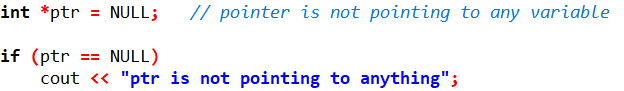 int *ptr = NULL;   // pointer is not pointing to any variable
if (ptr == NULL)
    cout << "ptr is not pointing to anything";